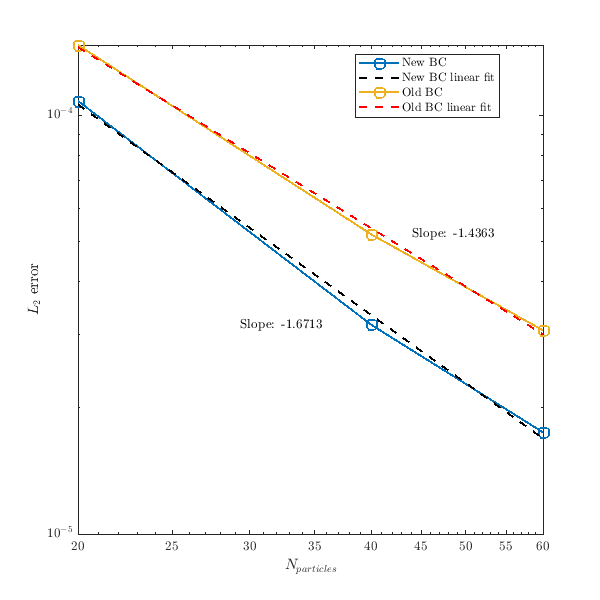 New BC
New BC linear fit
Old BC
Old BC linear fit
10⁻⁴
Slope: -1.4363
L₂ error
Slope: -1.6713
10⁻⁵
20 25 30 35 40 45 50 55 60
N_particles